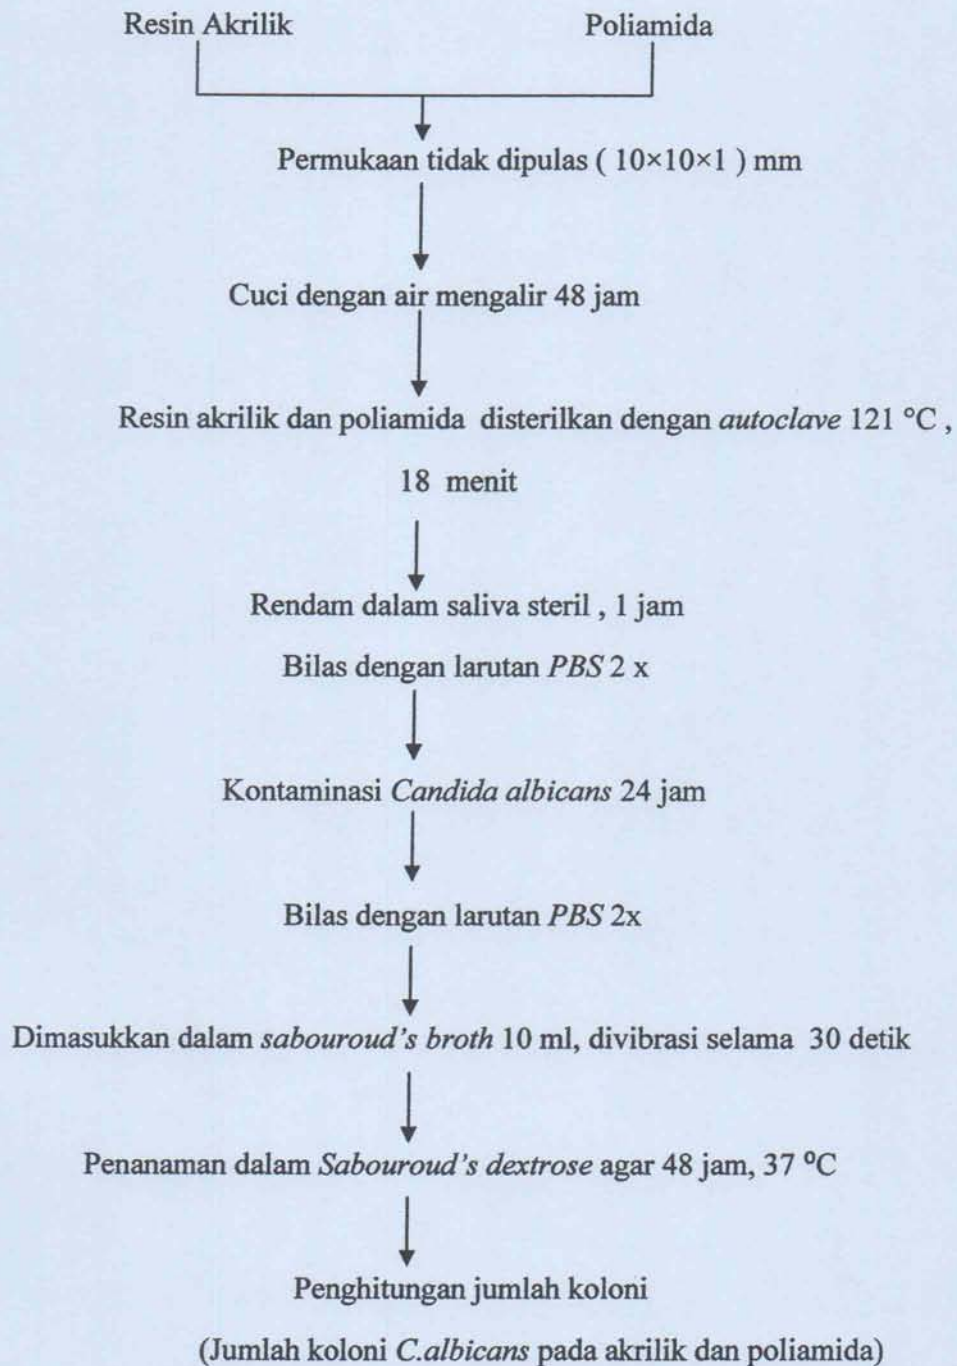 Resin Akrilik Poliamida
Permukaan tidak dipulas ( 10×10×1 ) mm
Cuci dengan air mengalir 48 jam
Resin akrilik dan poliamida disterilkan dengan autoclave 121 °C ,
18 menit
Rendam dalam saliva steril , 1 jam
Bilas dengan larutan PBS 2 x
Kontaminasi Candida albicans 24 jam
Bilas dengan larutan PBS 2x
Dimasukkan dalam sabouroud's broth 10 ml, divibrasi selama 30 detik
Penanaman dalam Sabouroud's dextrose agar 48 jam, 37 °C
Penghitungan jumlah koloni
(Jumlah koloni C.albicans pada akrilik dan poliamida)